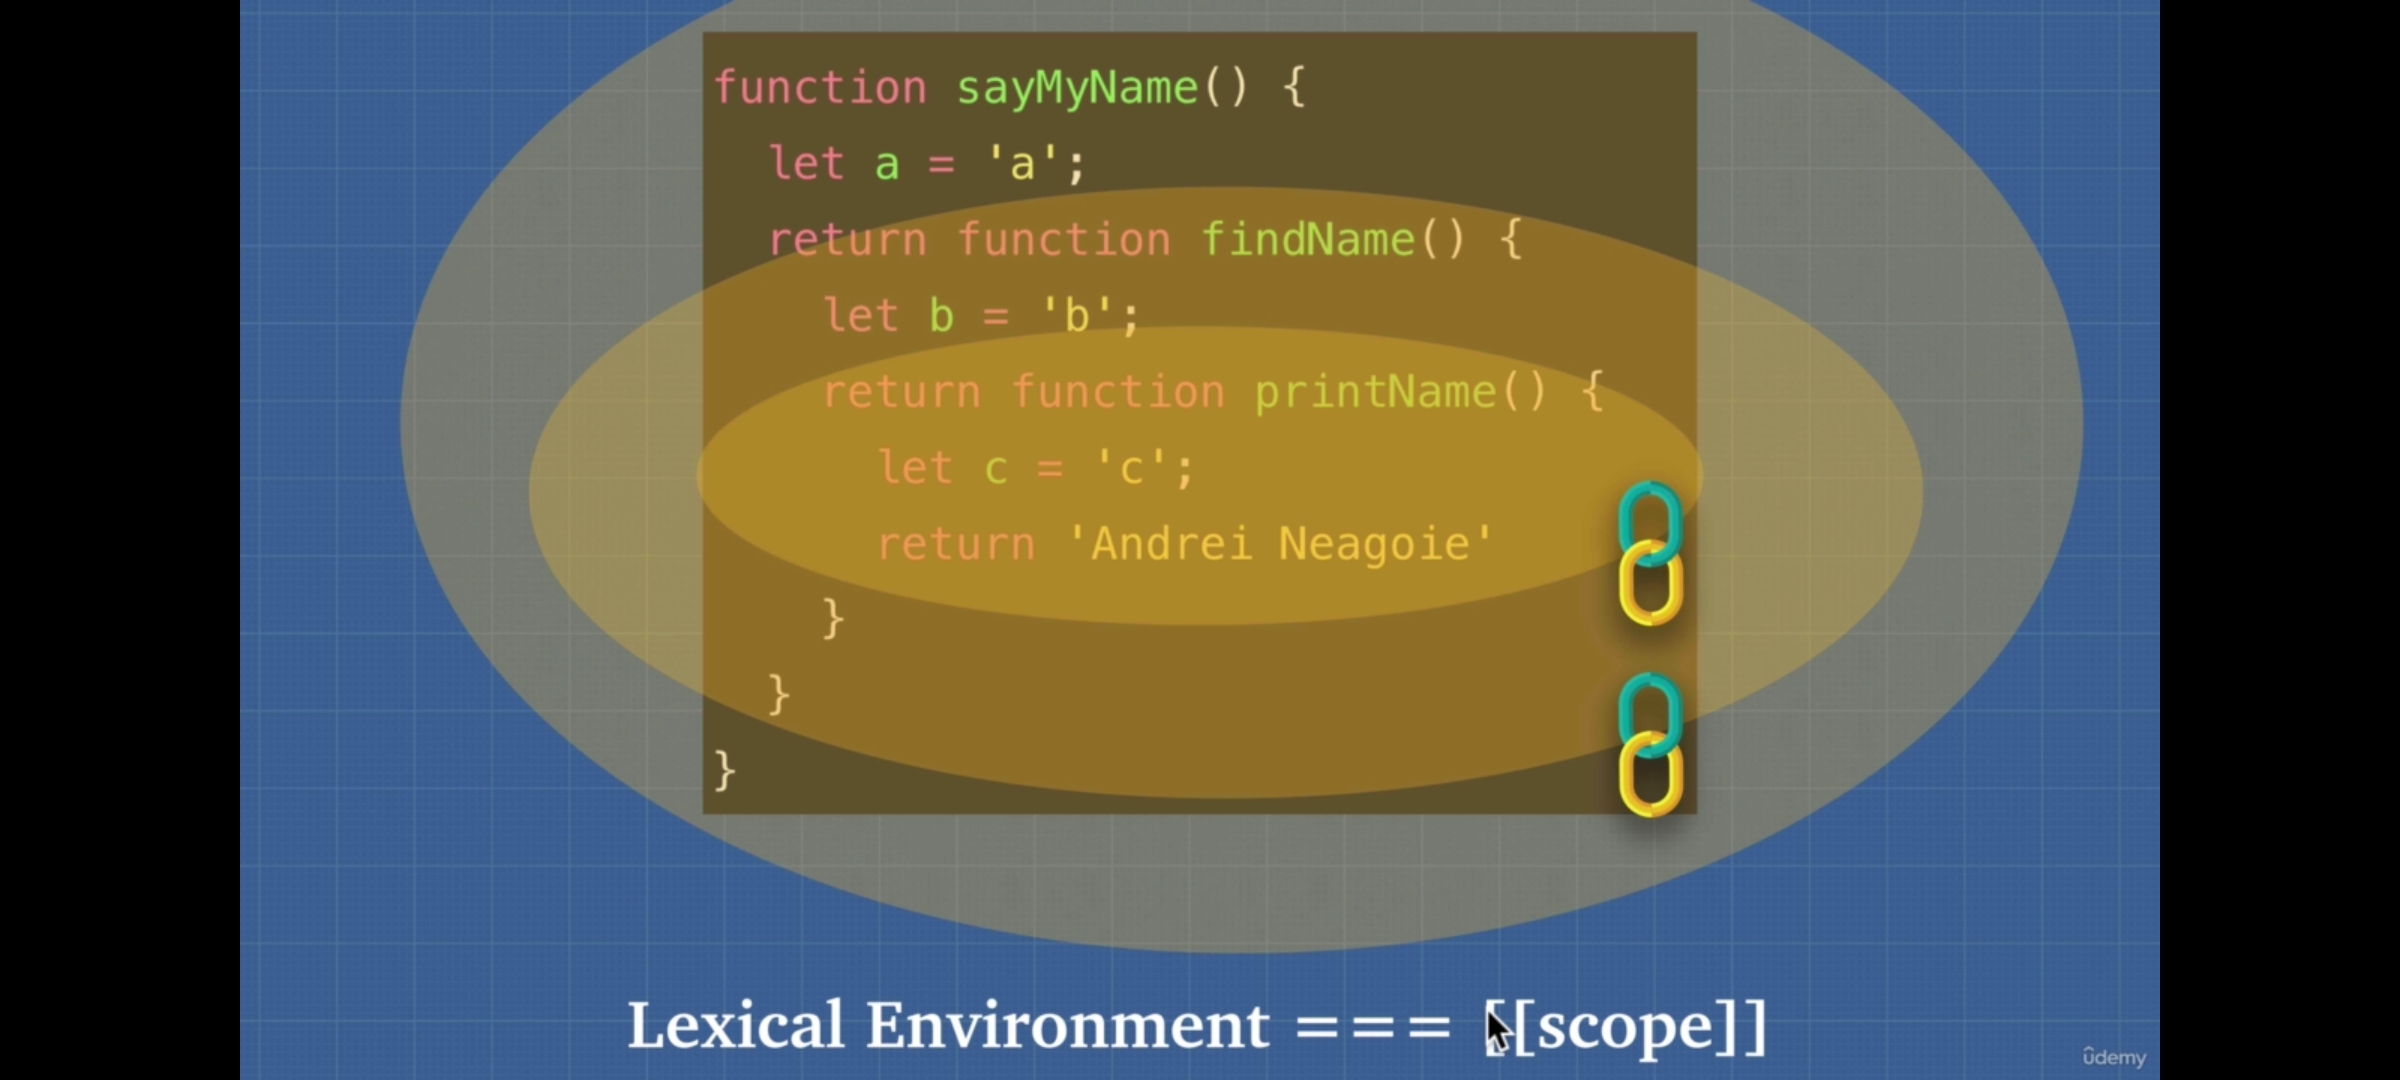 function sayMyName() {
  let a = 'a';
  return function findName() {
    let b = 'b';
    return function printName() {
      let c = 'c';
      return 'Andrei Neagoie'
    }
  }
}
Lexical Environment === [[scope]]
ûdemy